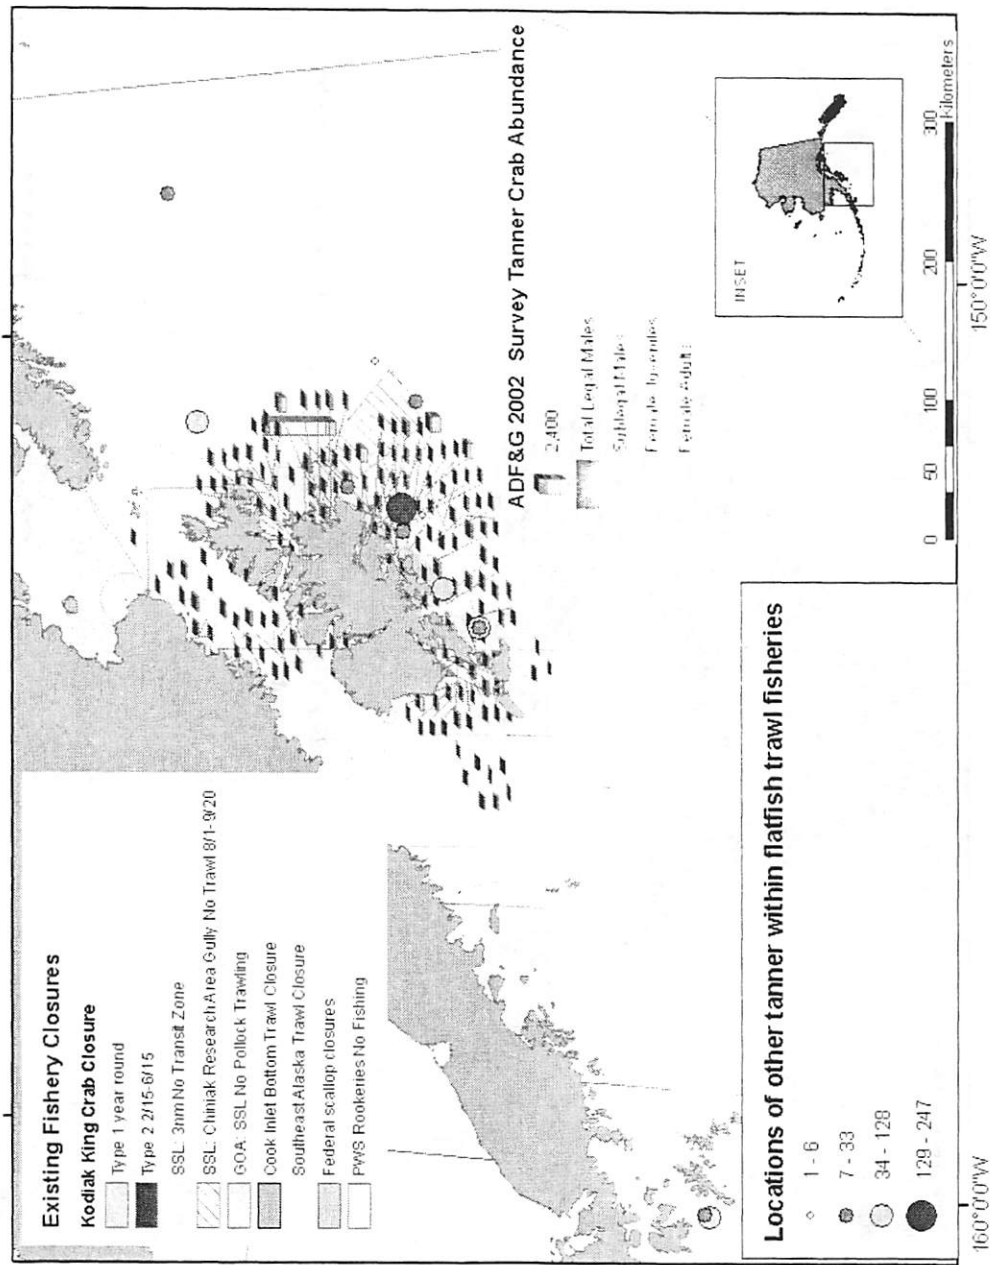 Existing Fishery Closures
Kodiak King Crab Closure
Type 1 year round
Type 2 2/15-6/15
SSL: 3nm No Transit Zone
SSL: Chiniak Research Area Gully No Trawl 8/1-9/20
GOA: SSL No Pollock Trawling
Cook Inlet Bottom Trawl Closure
Southeast Alaska Trawl Closure
Federal scallop closures
PWS Rookeries No Fishing
ADF&G 2002 Survey Tanner Crab Abundance
2,400
Total Legal Males
Sublegal Males
Female Juveniles
Female Adults
INSET
Locations of other tanner within flatfish trawl fisheries
1 - 6
7 - 33
34 - 128
129 - 247
0 50 100 200 300
Kilometers
160°0'0"W 150°0'0"W